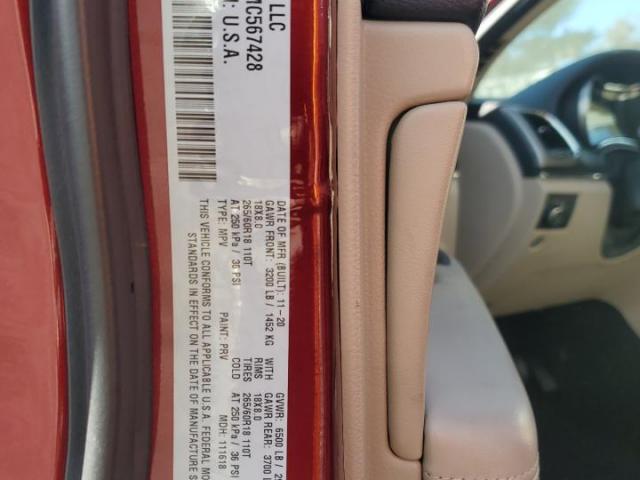 LLC
1C567428
: U.S.A.
DATE OF MFR (BUILT): 11-20 GVWR: 6500 LB
GAWR FRONT: 3200 LB / 1452 KG WITH GAWR REAR: 3700
18X8.0 RIMS 18X8.0
265/60R18 110T TIRES 265/60R18 110T
AT 250 kPa / 36 PSI COLD AT 250 kPa / 36 PSI
TYPE: MPV PAINT: PRV MDH: 111618
THIS VEHICLE CONFORMS TO ALL APPLICABLE U.S.A. FEDERAL
STANDARDS IN EFFECT ON THE DATE OF MANUFACTURE